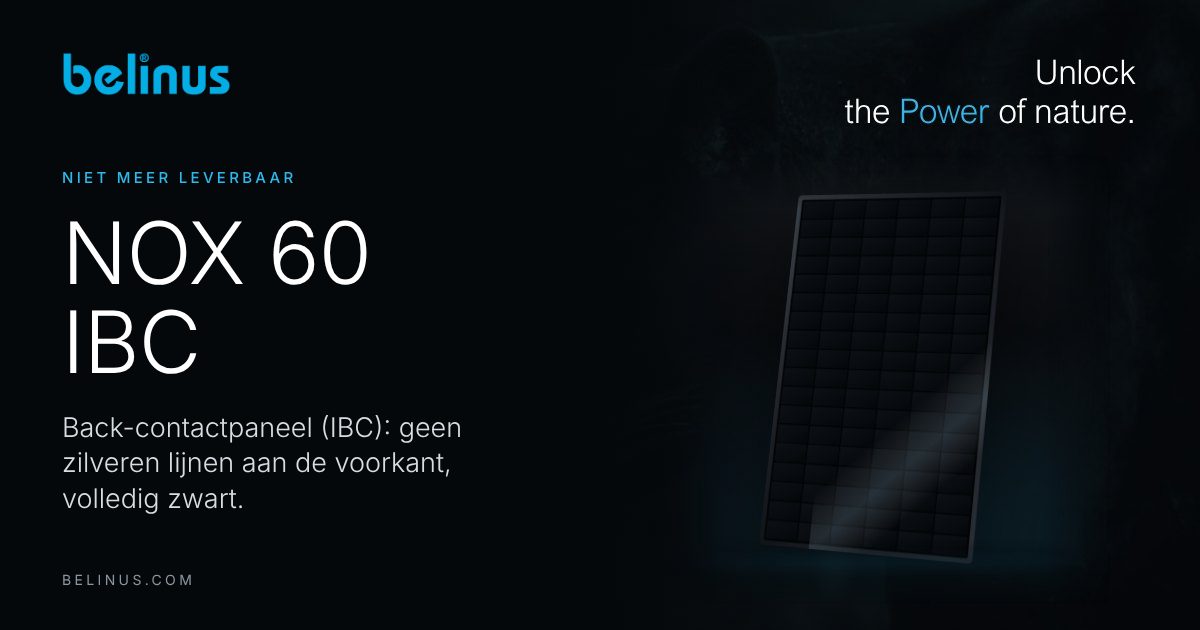 belinus®
Unlock
the Power of nature.
NIET MEER LEVERBAAR
NOX 60
IBC
Back-contactpaneel (IBC): geen
zilveren lijnen aan de voorkant,
volledig zwart.
BELINUS.COM